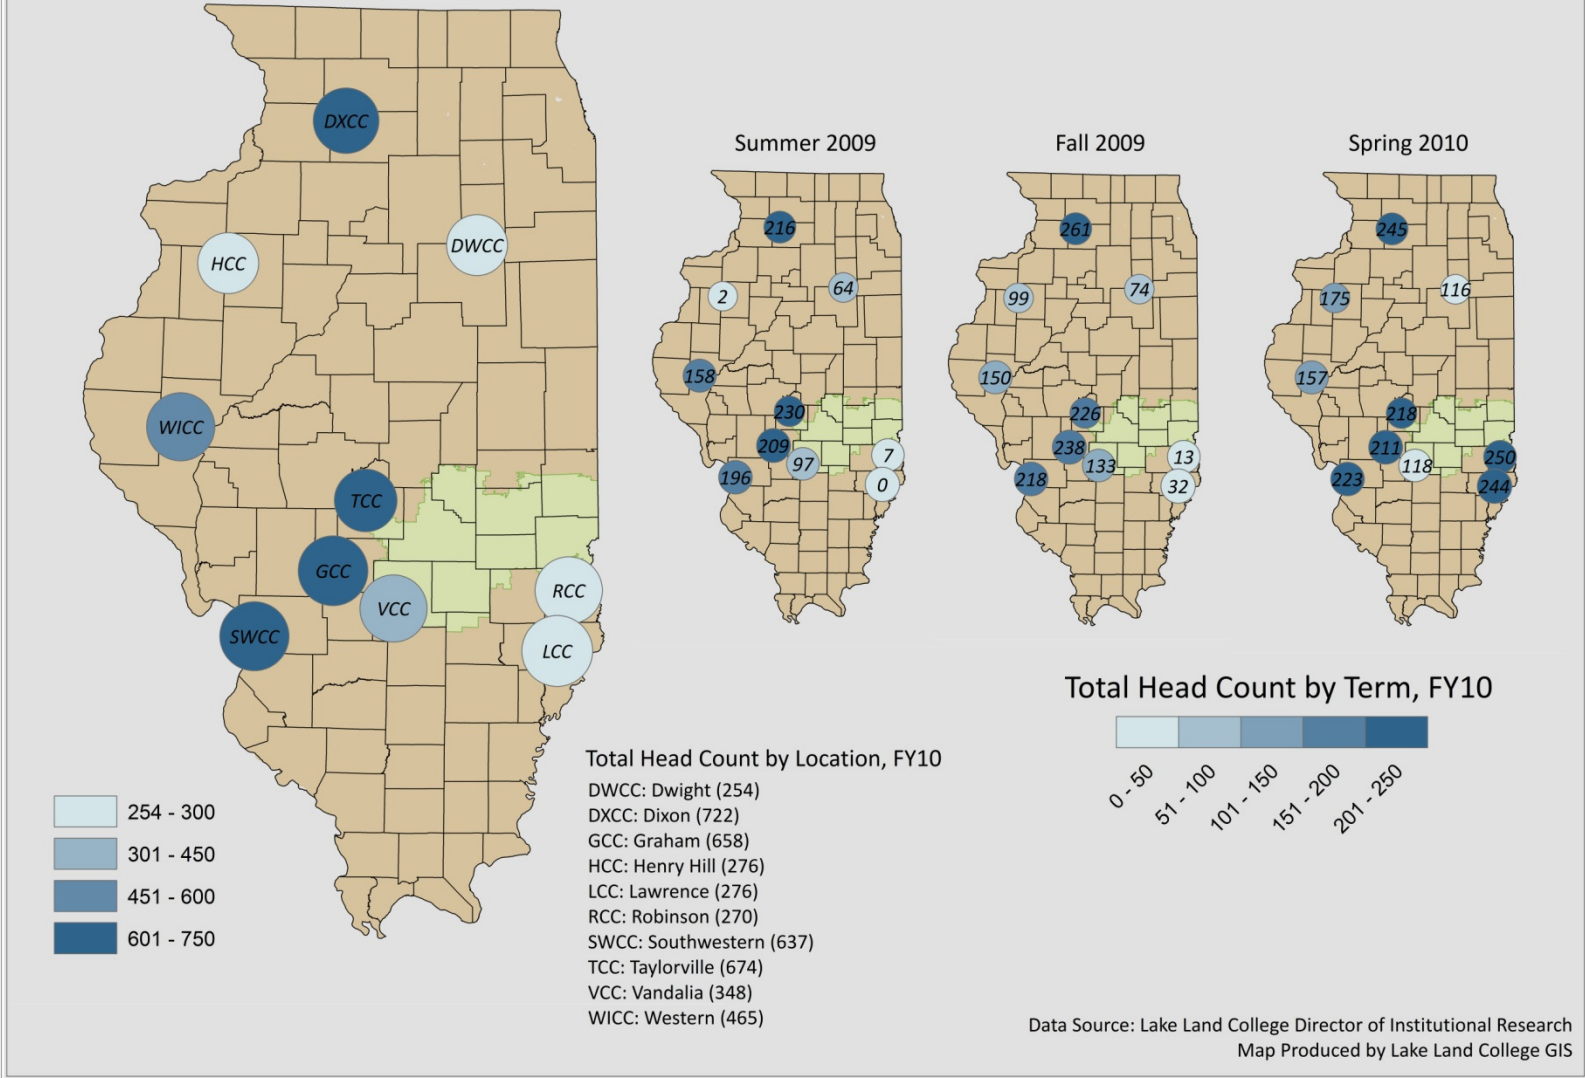 DXCC
DWCC
HCC
WICC
TCC
GCC
VCC
RCC
SWCC
LCC
254 - 300
301 - 450
451 - 600
601 - 750
Summer 2009
216
64
2
158
230
209
97
7
196
0
Fall 2009
261
74
99
150
226
238
133
13
218
32
Spring 2010
245
116
175
157
218
211
118
250
223
244
Total Head Count by Term, FY10
0 - 50
51 - 100
101 - 150
151 - 200
201 - 250
Total Head Count by Location, FY10
DWCC: Dwight (254)
DXCC: Dixon (722)
GCC: Graham (658)
HCC: Henry Hill (276)
LCC: Lawrence (276)
RCC: Robinson (270)
SWCC: Southwestern (637)
TCC: Taylorville (674)
VCC: Vandalia (348)
WICC: Western (465)
Data Source: Lake Land College Director of Institutional Research
Map Produced by Lake Land College GIS